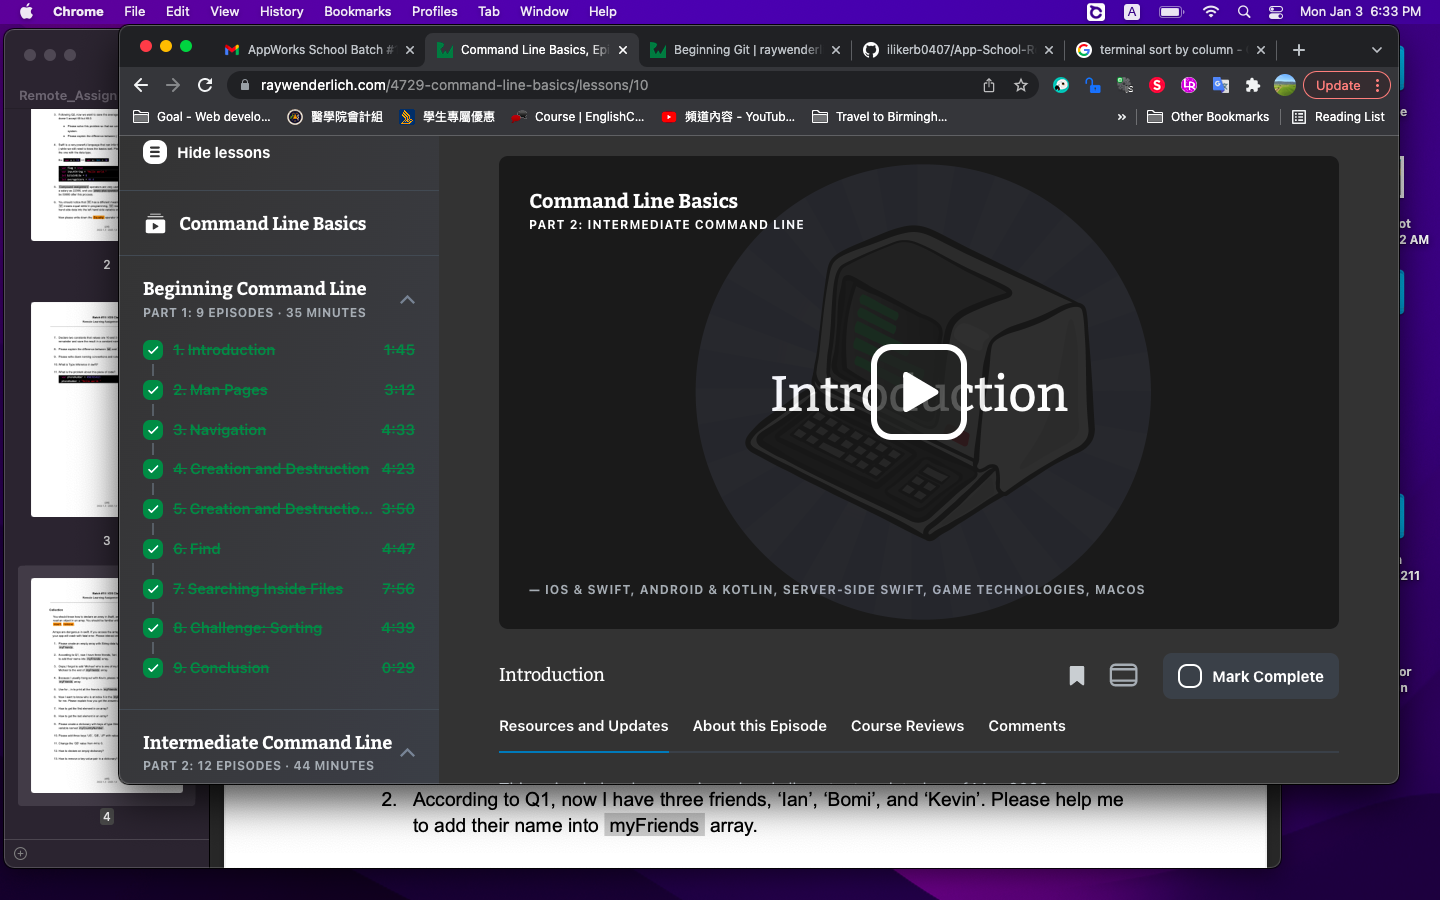 Chrome File Edit View History Bookmarks Profiles Tab Window Help A Mon Jan 3 6:33 PM
AppWorks School Batch # Command Line Basics, Epi Beginning Git | raywenderl ilikerb0407/App-School-R terminal sort by column -
raywenderlich.com/4729-command-line-basics/lessons/10 Update
Goal - Web develo... 醫學院會計組 學生專屬優惠 Course | EnglishC... 頻道內容 - YouTub... Travel to Birmingh... » Other Bookmarks Reading List
Remote_Assign
2
3
4
Hide lessons
Command Line Basics
Beginning Command Line
PART 1: 9 EPISODES · 35 MINUTES
1. Introduction 1:45
2. Man Pages 3:12
3. Navigation 4:33
4. Creation and Destruction 4:23
5. Creation and Destructio... 3:50
6. Find 4:47
7. Searching Inside Files 7:56
8. Challenge: Sorting 4:39
9. Conclusion 0:29
Intermediate Command Line
PART 2: 12 EPISODES · 44 MINUTES
Command Line Basics
PART 2: INTERMEDIATE COMMAND LINE
Introduction
— IOS & SWIFT, ANDROID & KOTLIN, SERVER-SIDE SWIFT, GAME TECHNOLOGIES, MACOS
Introduction
Mark Complete
Resources and Updates About this Episode Course Reviews Comments
2. According to Q1, now I have three friends, ‘Ian’, ‘Bomi’, and ‘Kevin’. Please help me
to add their name into myFriends array.
2 AM
211